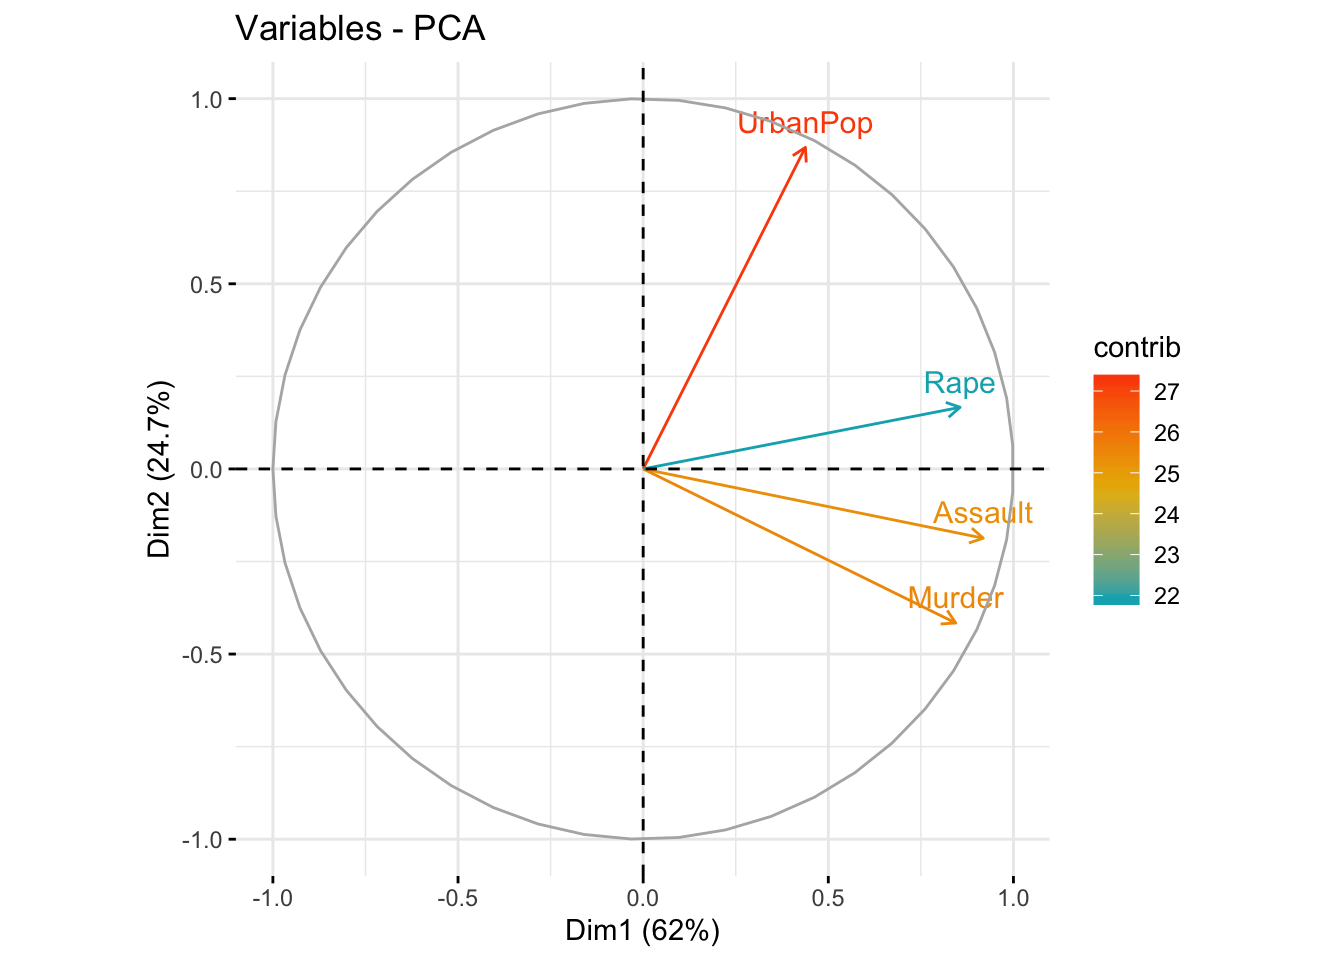 Variables - PCA
1.0
0.5
0.0
-0.5
-1.0
Dim2 (24.7%)
UrbanPop
Rape
Assault
Murder
-1.0
-0.5
0.0
0.5
1.0
Dim1 (62%)
contrib
27
26
25
24
23
22